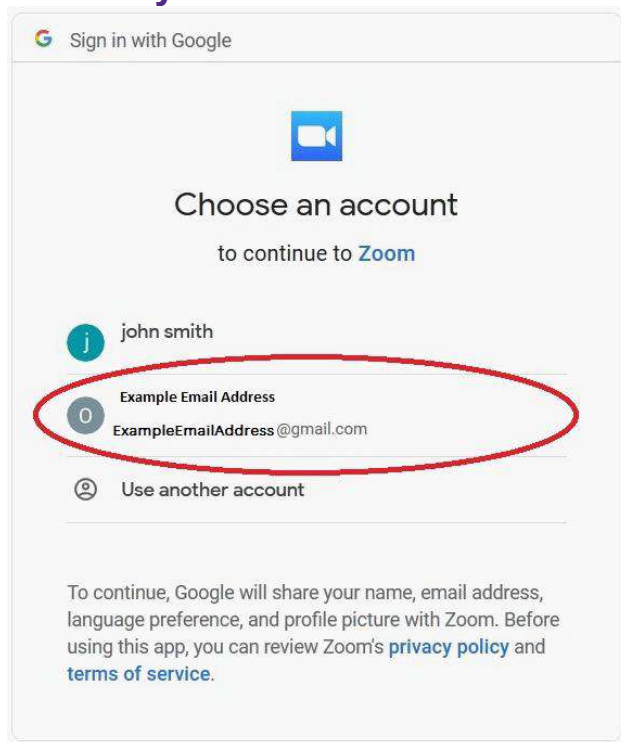 Sign in with Google
Choose an account
to continue to Zoom
j
john smith
O
Example Email Address
ExampleEmailAddress @gmail.com
Use another account
To continue, Google will share your name, email address,
language preference, and profile picture with Zoom. Before
using this app, you can review Zoom's privacy policy and
terms of service.